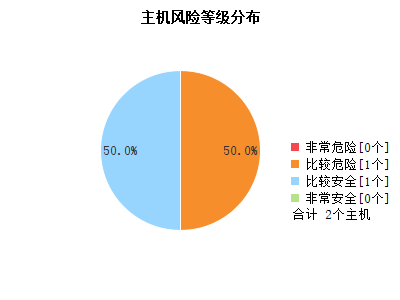 主机风险等级分布
50.0%
50.0%
非常危险[0个]
比较危险[1个]
比较安全[1个]
非常安全[0个]
合计 2个主机